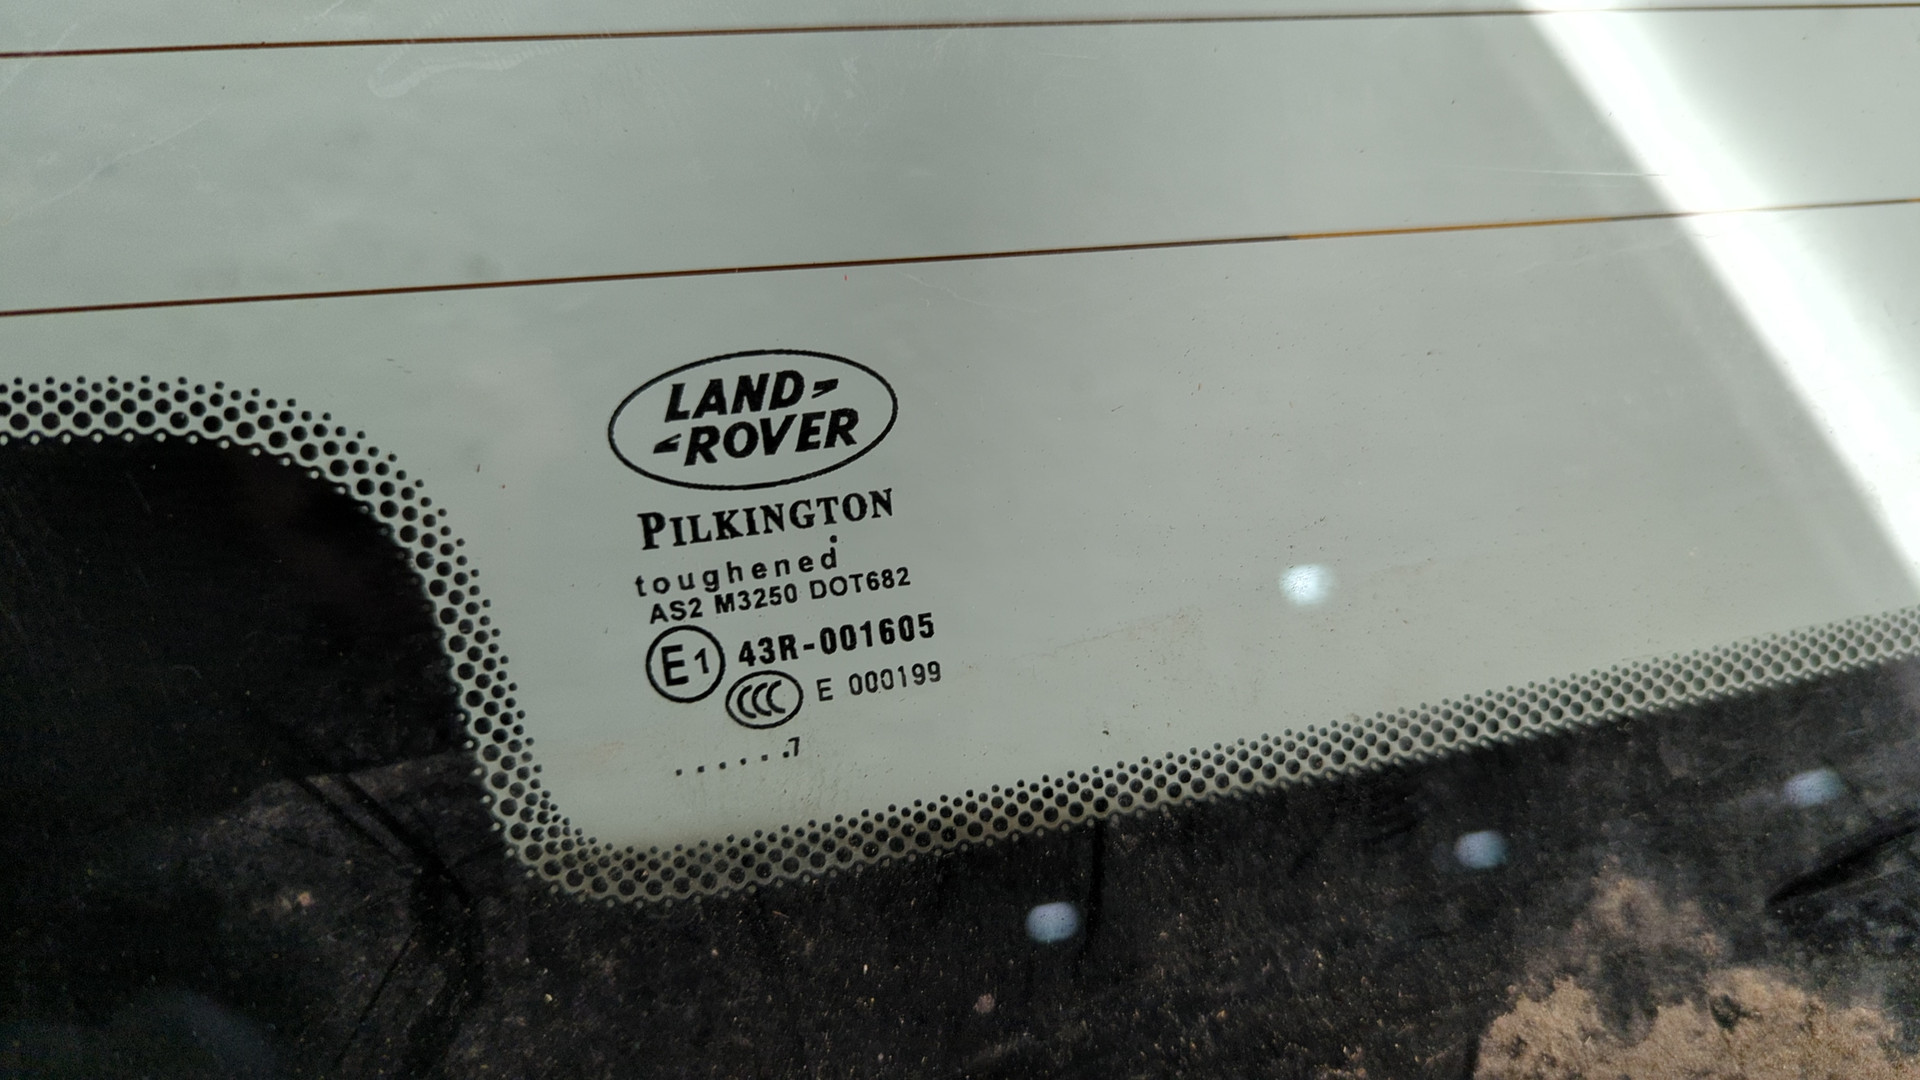 LAND
ROVER
PILKINGTON
toughened
AS2 M3250 DOT682
E1 43R-001605
CCC E 000199
.......7